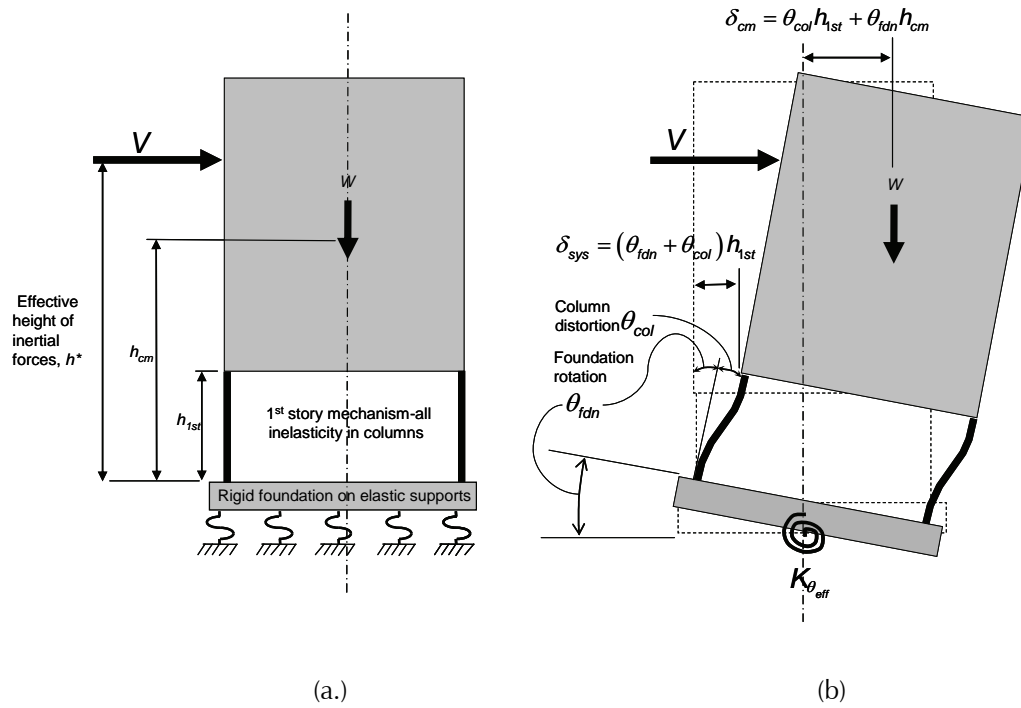 V
W
Effective
height of
inertial
forces, h*
h_cm
h_1st
1st story mechanism-all
inelasticity in columns
Rigid foundation on elastic supports
(a.)
δ_cm = θ_col h_1st + θ_fdn h_cm
V
W
δ_sys = (θ_fdn + θ_col) h_1st
Column
distortion θ_col
Foundation
rotation
θ_fdn
K_θeff
(b)